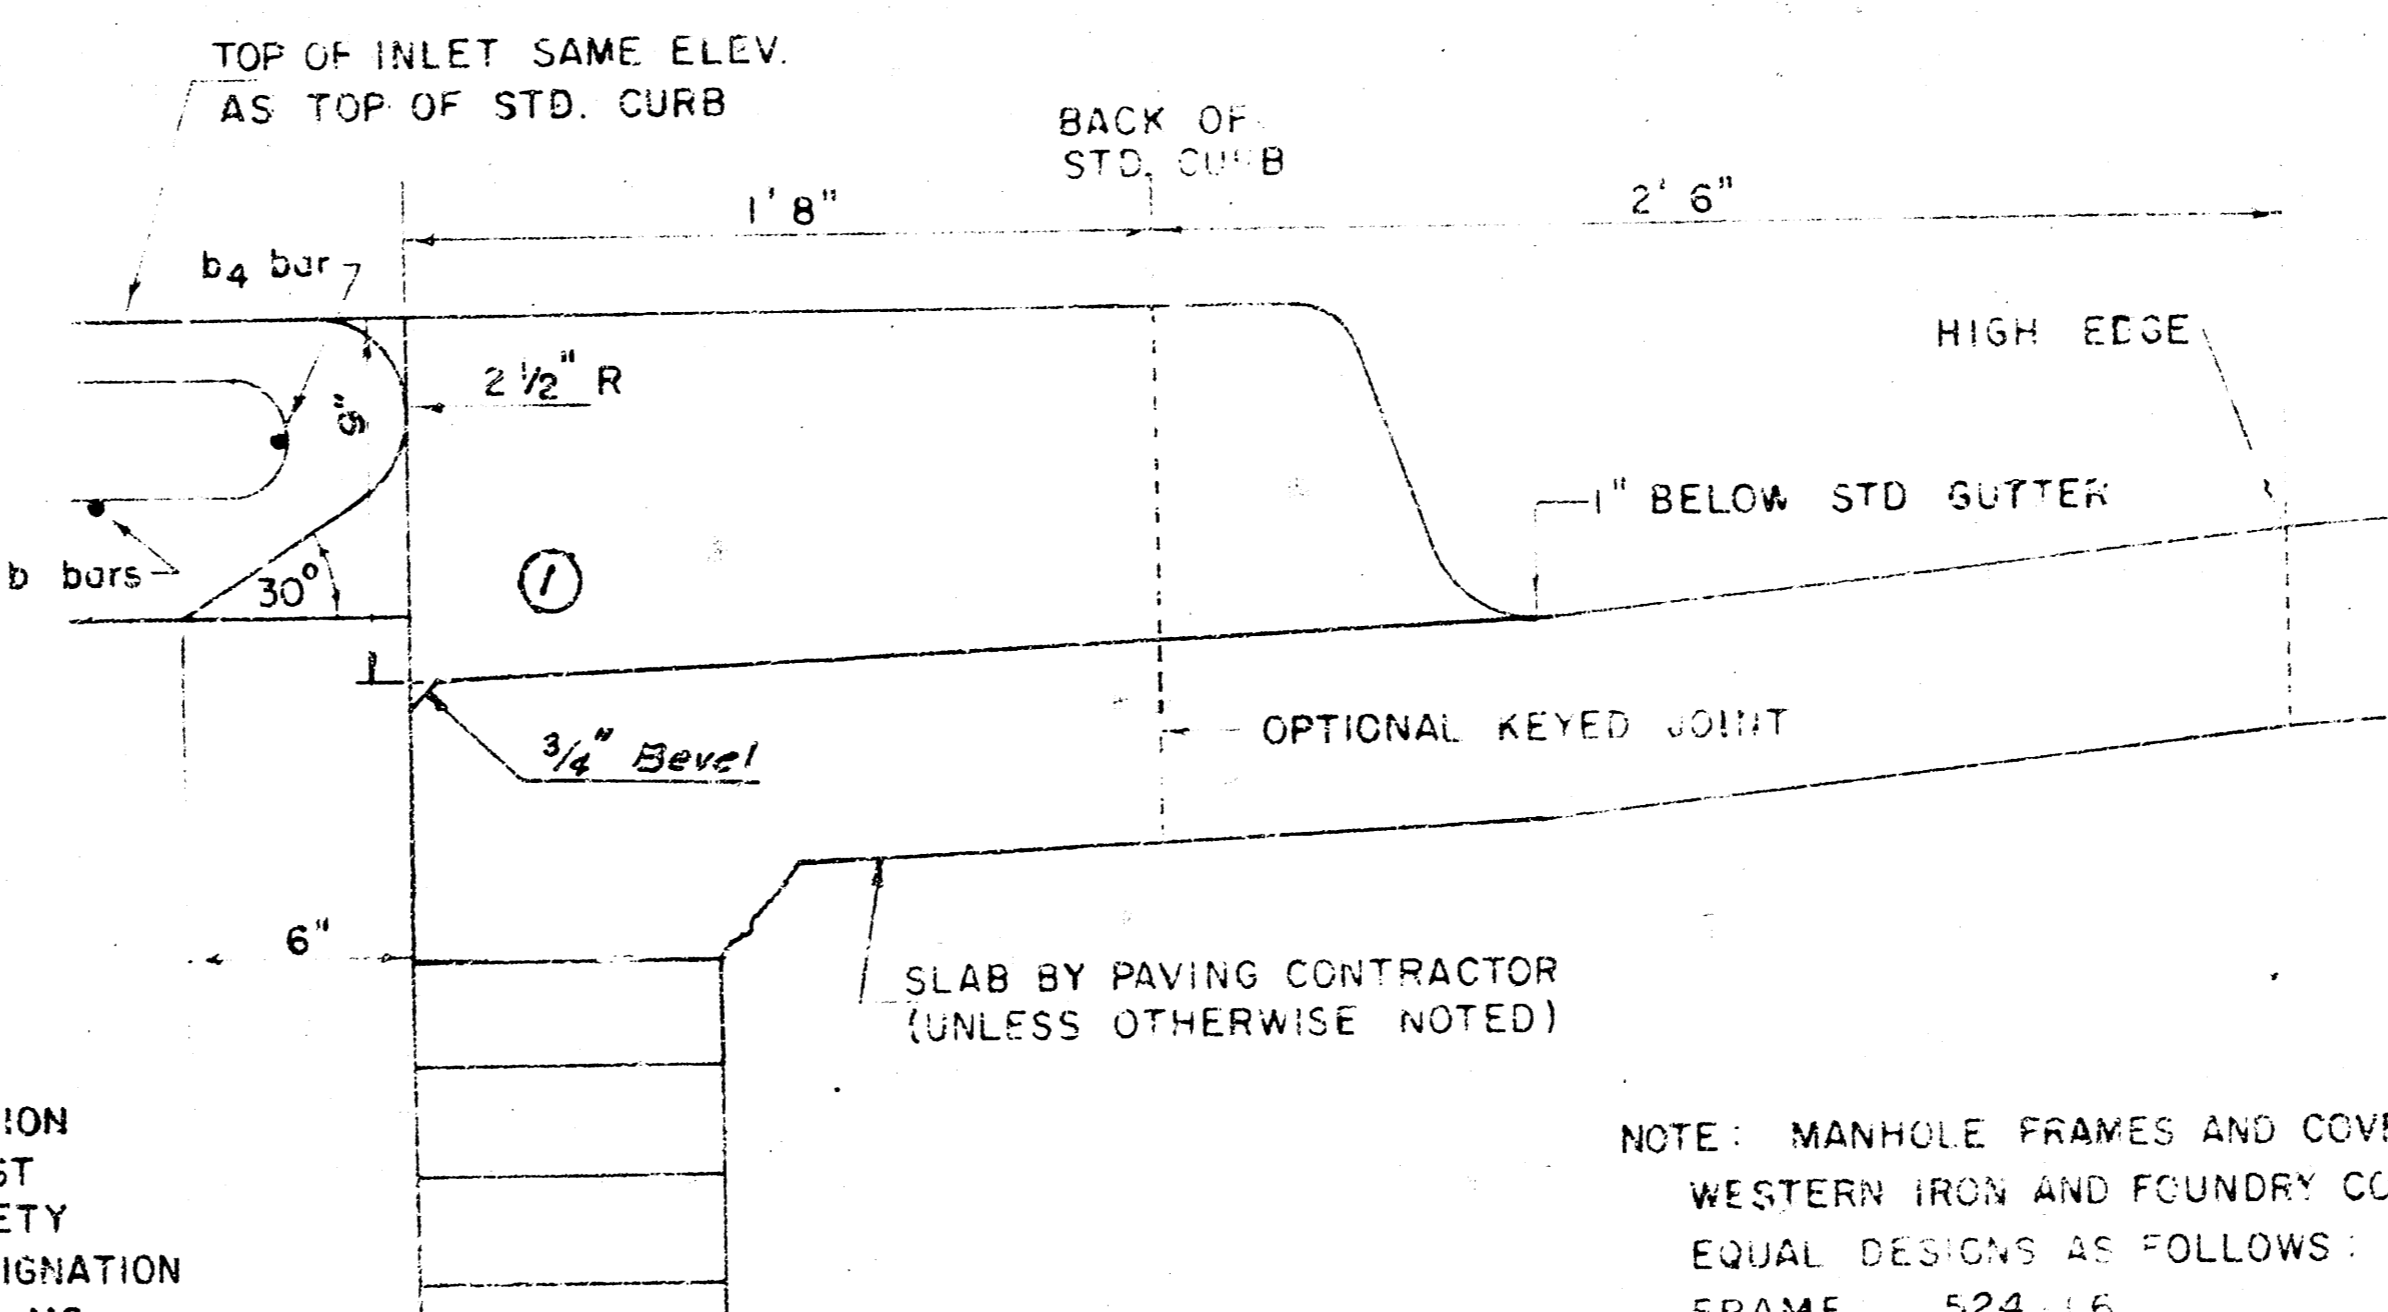 TOP OF INLET SAME ELEV.
AS TOP OF STD. CURB
BACK OF
STD. CURB
1' 8"
2' 6"
b4 bar
HIGH EDGE
2 1/2" R
1" BELOW STD GUTTER
b bars
30°
1
3/4" Bevel
OPTIONAL KEYED JOINT
6"
SLAB BY PAVING CONTRACTOR
(UNLESS OTHERWISE NOTED)
ION
ST
ETY
IGNATION
NOTE: MANHOLE FRAMES AND COV
WESTERN IRON AND FOUNDRY CO
EQUAL DESIGNS AS FOLLOWS:
FRAME 524